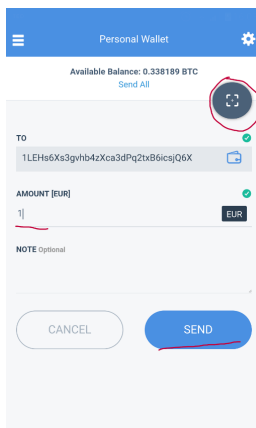 Personal Wallet
Available Balance: 0.338189 BTC
Send All
TO
1LEHs6Xs3gvhb4zXca3dPq2txB6icsjQ6X
AMOUNT [EUR]
1
EUR
NOTE Optional
CANCEL
SEND